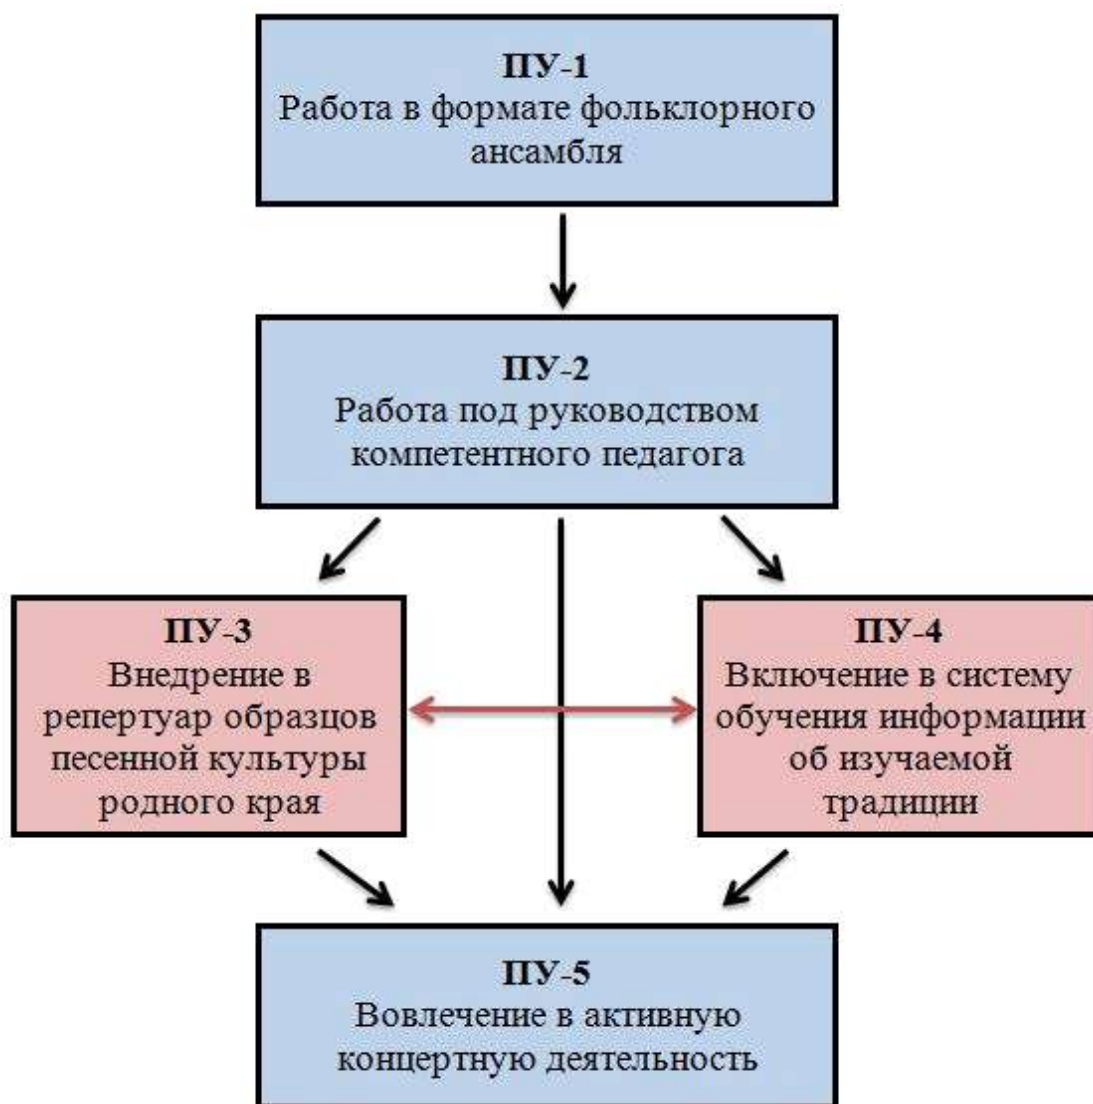 ПУ-1
Работа в формате фольклорного
ансамбля
ПУ-2
Работа под руководством
компетентного педагога
ПУ-3
Внедрение в
репертуар образцов
песенной культуры
родного края
ПУ-4
Включение в систему
обучения информации
об изучаемой
традиции
ПУ-5
Вовлечение в активную
концертную деятельность